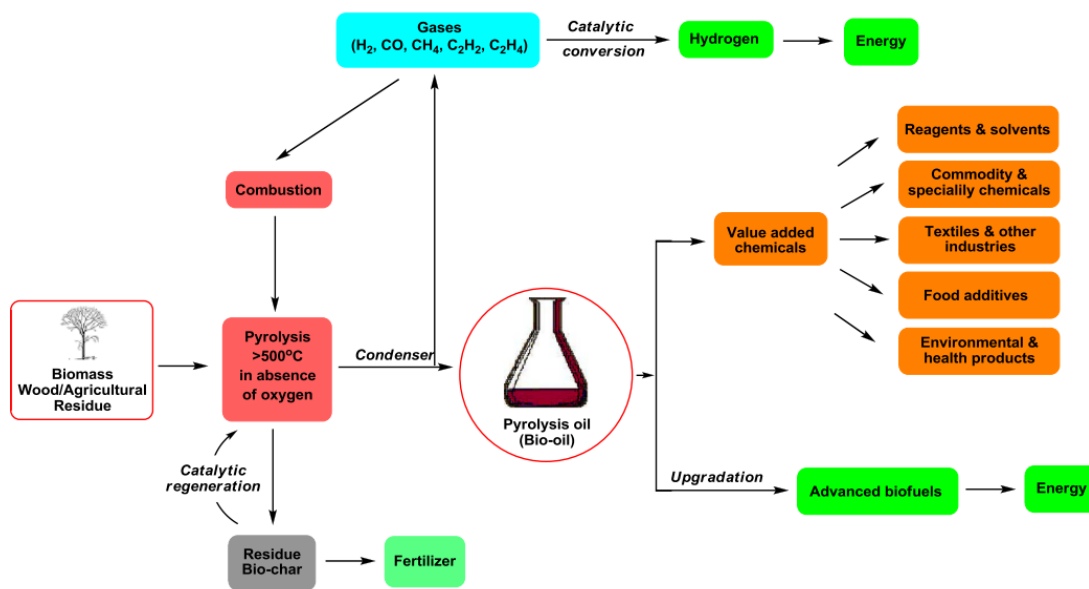 Gases
(H2, CO, CH4, C2H2, C2H4)
Catalytic
conversion
Hydrogen
Energy
Combustion
Reagents & solvents
Commodity &
specialily chemicals
Value added
chemicals
Textiles & other
industries
Food additives
Environmental &
health products
Biomass
Wood/Agricultural
Residue
Pyrolysis
>500°C
in absence
of oxygen
Condenser
Pyrolysis oil
(Bio-oil)
Catalytic
regeneration
Upgradation
Advanced biofuels
Energy
Residue
Bio-char
Fertilizer